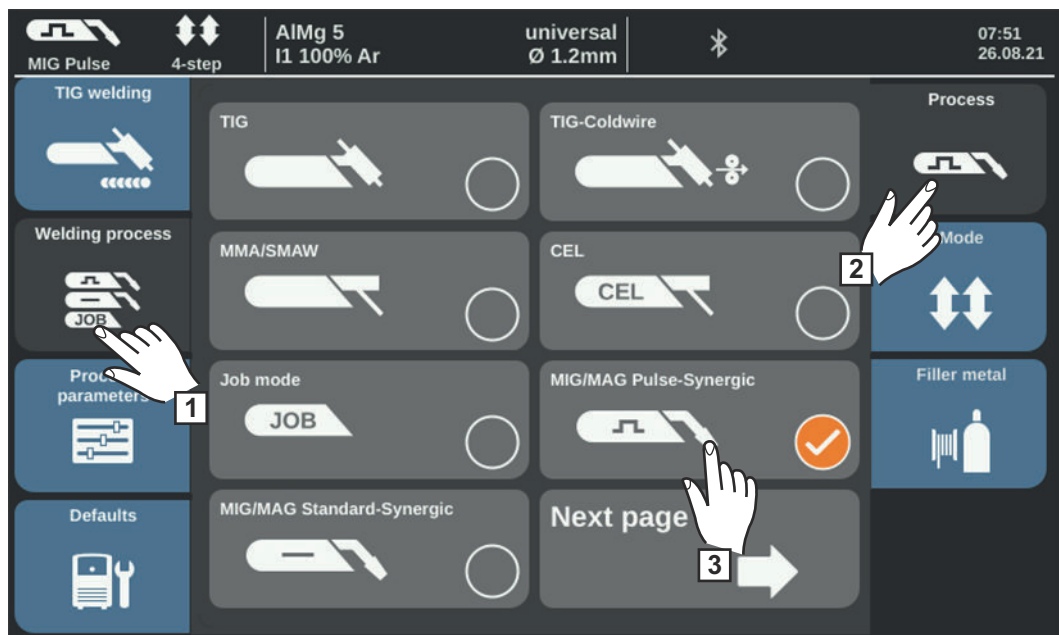 MIG Pulse
4-step
AlMg 5
I1 100% Ar
universal
Ø 1.2mm
07:51
26.08.21
TIG welding
Welding process
JOB
1
parameters
Defaults
TIG
TIG-Coldwire
MMA/SMAW
CEL
CEL
Job mode
JOB
MIG/MAG Pulse-Synergic
MIG/MAG Standard-Synergic
Next page
3
Process
2
Mode
Filler metal